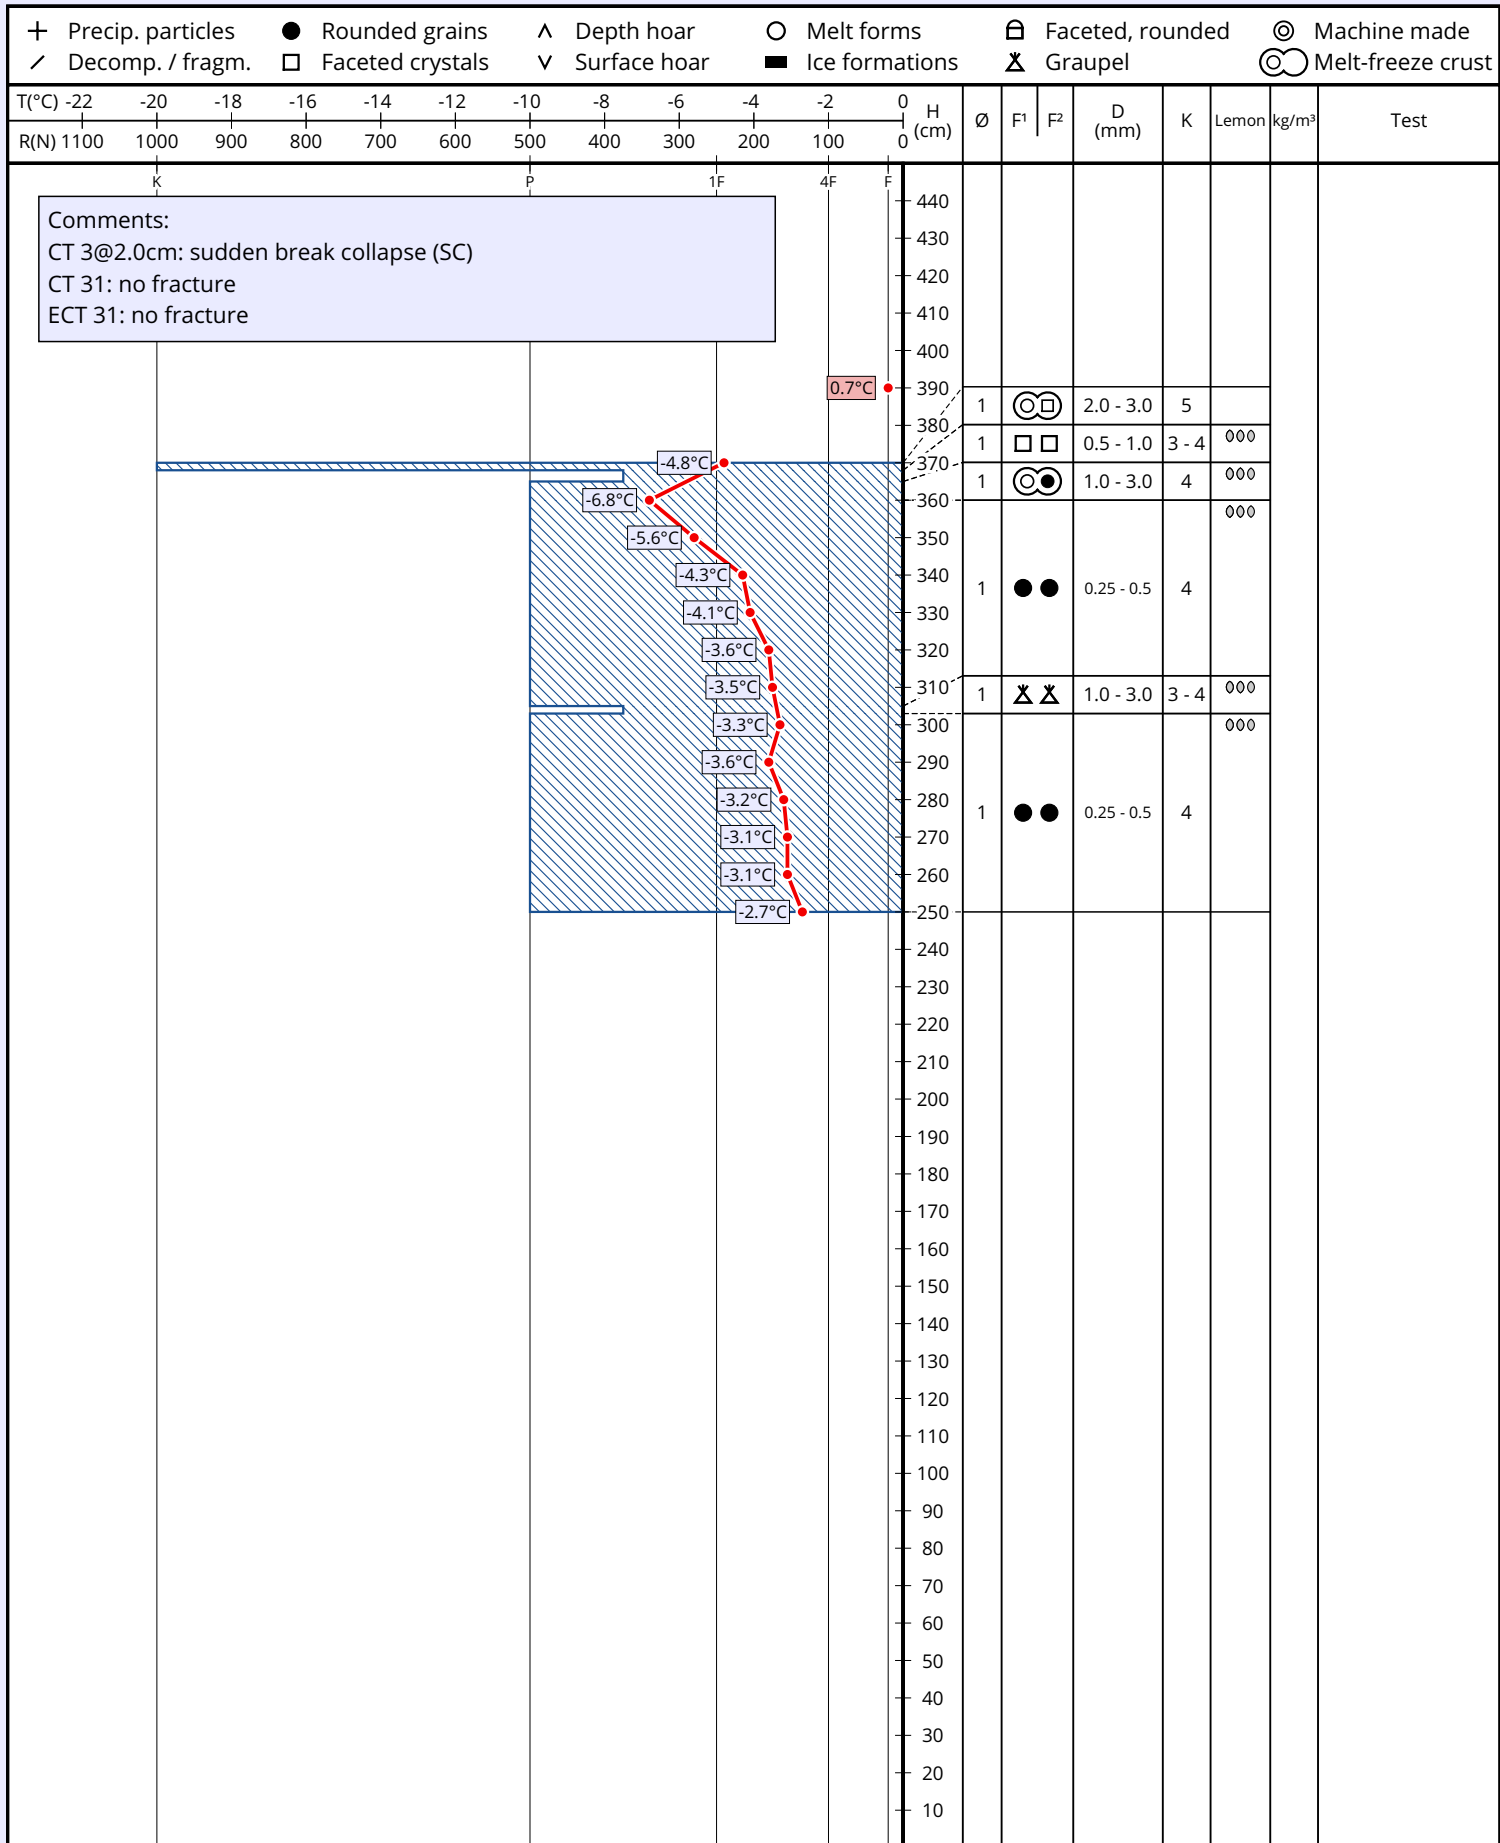 Precip. particles Rounded grains Depth hoar Melt forms Faceted, rounded Machine made
Decomp. / fragm. Faceted crystals Surface hoar Ice formations Graupel Melt-freeze crust
T(°C) -22 -20 -18 -16 -14 -12 -10 -8 -6 -4 -2 0
R(N) 1100 1000 900 800 700 600 500 400 300 200 100 0
H (cm) Ø F¹ F² D (mm) K Lemon kg/m³ Test
K P 1F 4F F
Comments:
CT 3@2.0cm: sudden break collapse (SC)
CT 31: no fracture
ECT 31: no fracture
440
430
420
410
400
0.7°C 390
1 2.0 - 3.0 5
380
1 0.5 - 1.0 3 - 4
-4.8°C 370
1 1.0 - 3.0 4
-6.8°C 360
-5.6°C 350
-4.3°C 340
1 0.25 - 0.5 4
-4.1°C 330
-3.6°C 320
-3.5°C 310
1 1.0 - 3.0 3 - 4
-3.3°C 300
-3.6°C 290
-3.2°C 280
1 0.25 - 0.5 4
-3.1°C 270
-3.1°C 260
-2.7°C 250
240
230
220
210
200
190
180
170
160
150
140
130
120
110
100
90
80
70
60
50
40
30
20
10